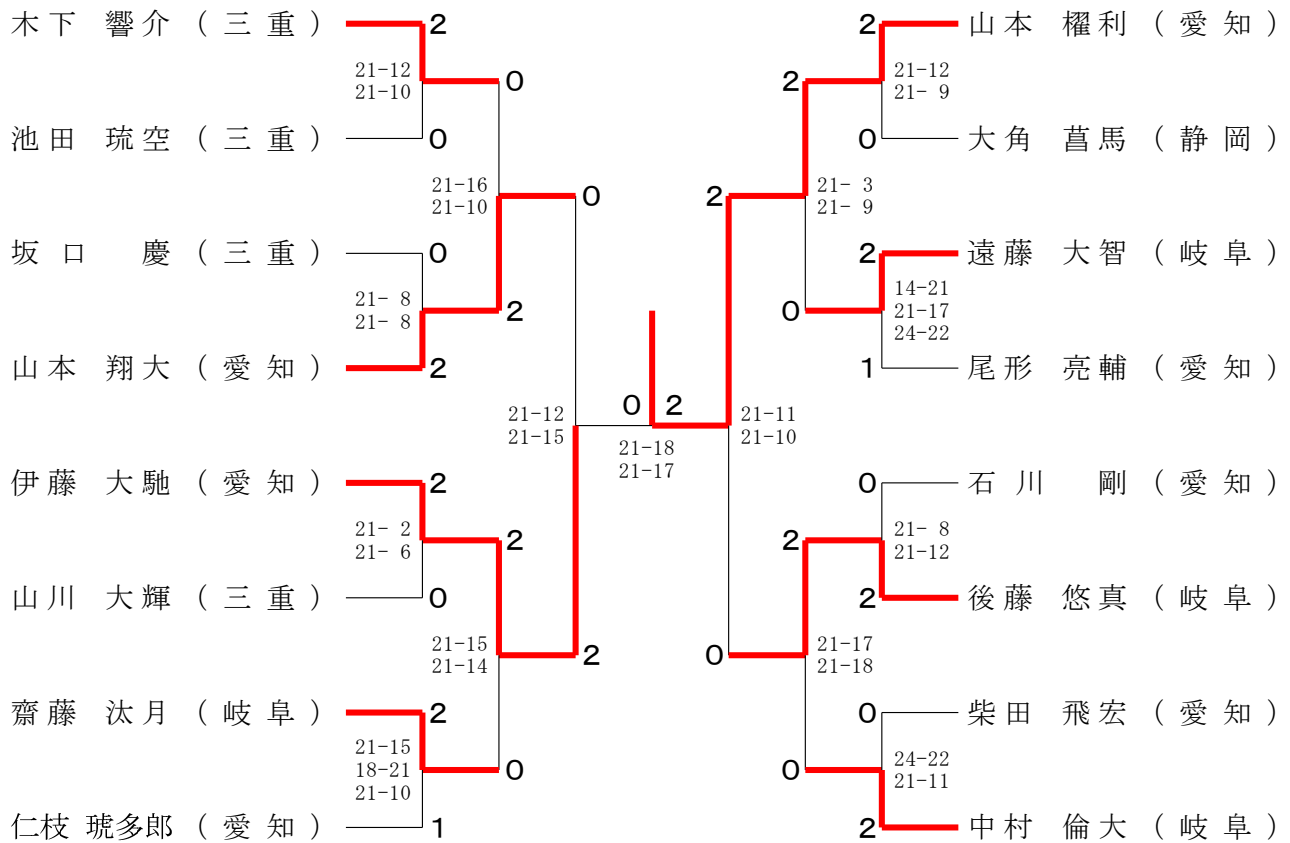 木下 響介 (三重) 2 2 山本 櫂利 (愛知)
21-12 21-12
21-10 0 2 21- 9
池田 琉空 (三重) 0 0 大角 菖馬 (静岡)
21-16 21- 3
21-10 0 2 21- 9
坂口 慶 (三重) 0 2 遠藤 大智 (岐阜)
21- 8 14-21
21- 8 2 0 21-17
24-22
山本 翔大 (愛知) 2 1 尾形 亮輔 (愛知)
0 2
21-12 21-11
21-15 21-10
21-18
21-17
伊藤 大馳 (愛知) 2 0 石川 剛 (愛知)
21- 2 21- 8
21- 6 2 2 21-12
山川 大輝 (三重) 0 2 後藤 悠真 (岐阜)
21-15 21-17
21-14 2 0 21-18
齋藤 汰月 (岐阜) 2 0 柴田 飛宏 (愛知)
21-15 24-22
18-21 0 0 21-11
21-10
仁枝 琥多郎 (愛知) 1 2 中村 倫大 (岐阜)